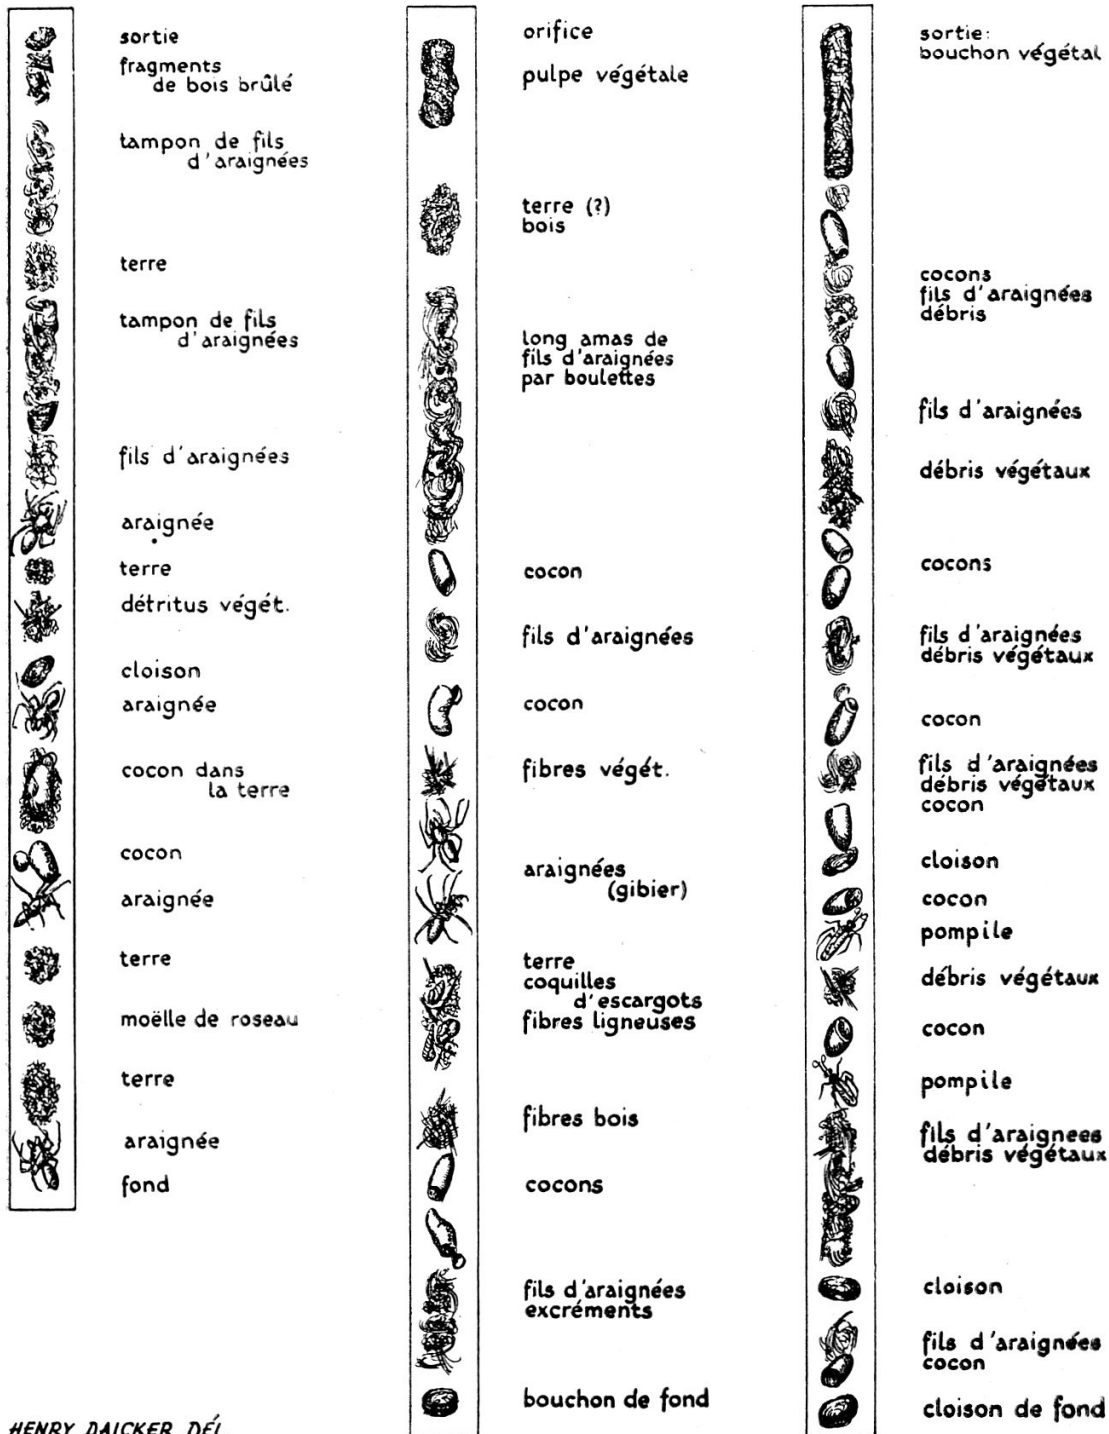 sortie
fragments
de bois brûlé
tampon de fils
d'araignées
terre
tampon de fils
d'araignées
fils d'araignées
araignée
terre
détritus végét.
cloison
araignée
cocon dans
la terre
cocon
araignée
terre
moëlle de roseau
terre
araignée
fond
HENRY DAICKER DÉL.
orifice
pulpe végétale
terre (?)
bois
long amas de
fils d'araignées
par boulettes
cocon
fils d'araignées
cocon
fibres végét.
araignées
(gibier)
terre
coquilles
d'escargots
fibres ligneuses
fibres bois
cocons
fils d'araignées
excréments
bouchon de fond
sortie:
bouchon végétal
cocons
fils d'araignées
débris
fils d'araignées
débris végétaux
cocons
fils d'araignées
débris végétaux
cocon
fils d'araignées
débris végétaux
cocon
cloison
cocon
pompile
débris végétaux
cocon
pompile
fils d'araignees
débris végétaux
cloison
fils d'araignées
cocon
cloison de fond